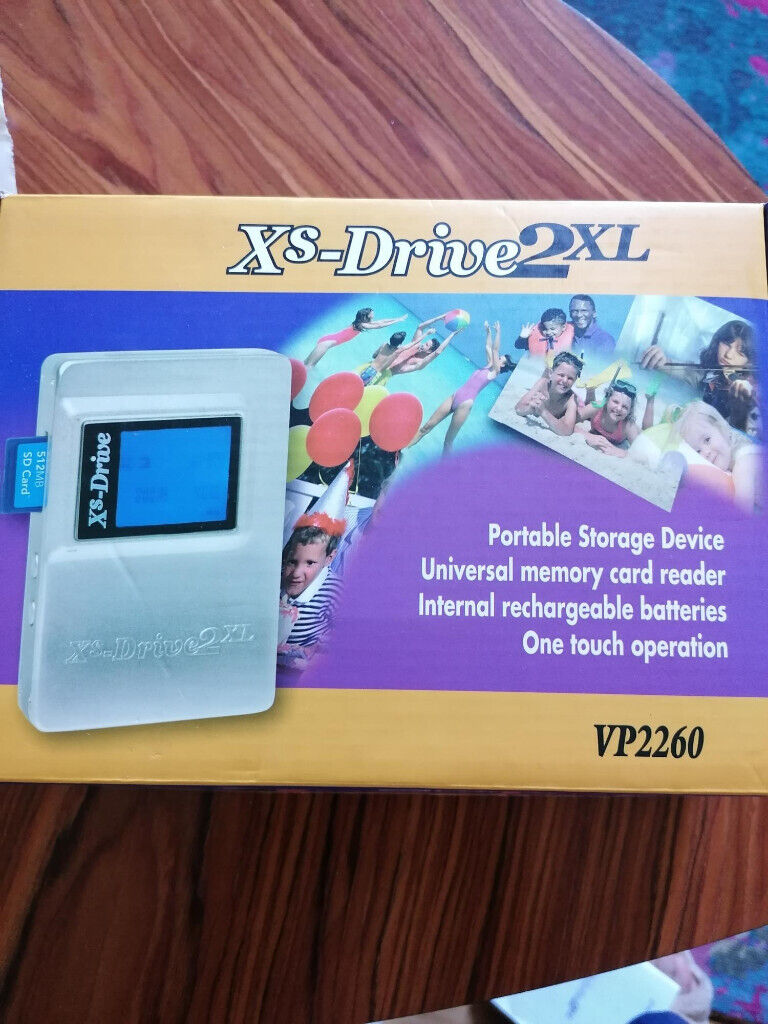 Xs-Drive2XL
512MB
SD Card
Xs-Drive
Xs-Drive2XL
Portable Storage Device
Universal memory card reader
Internal rechargeable batteries
One touch operation
VP2260